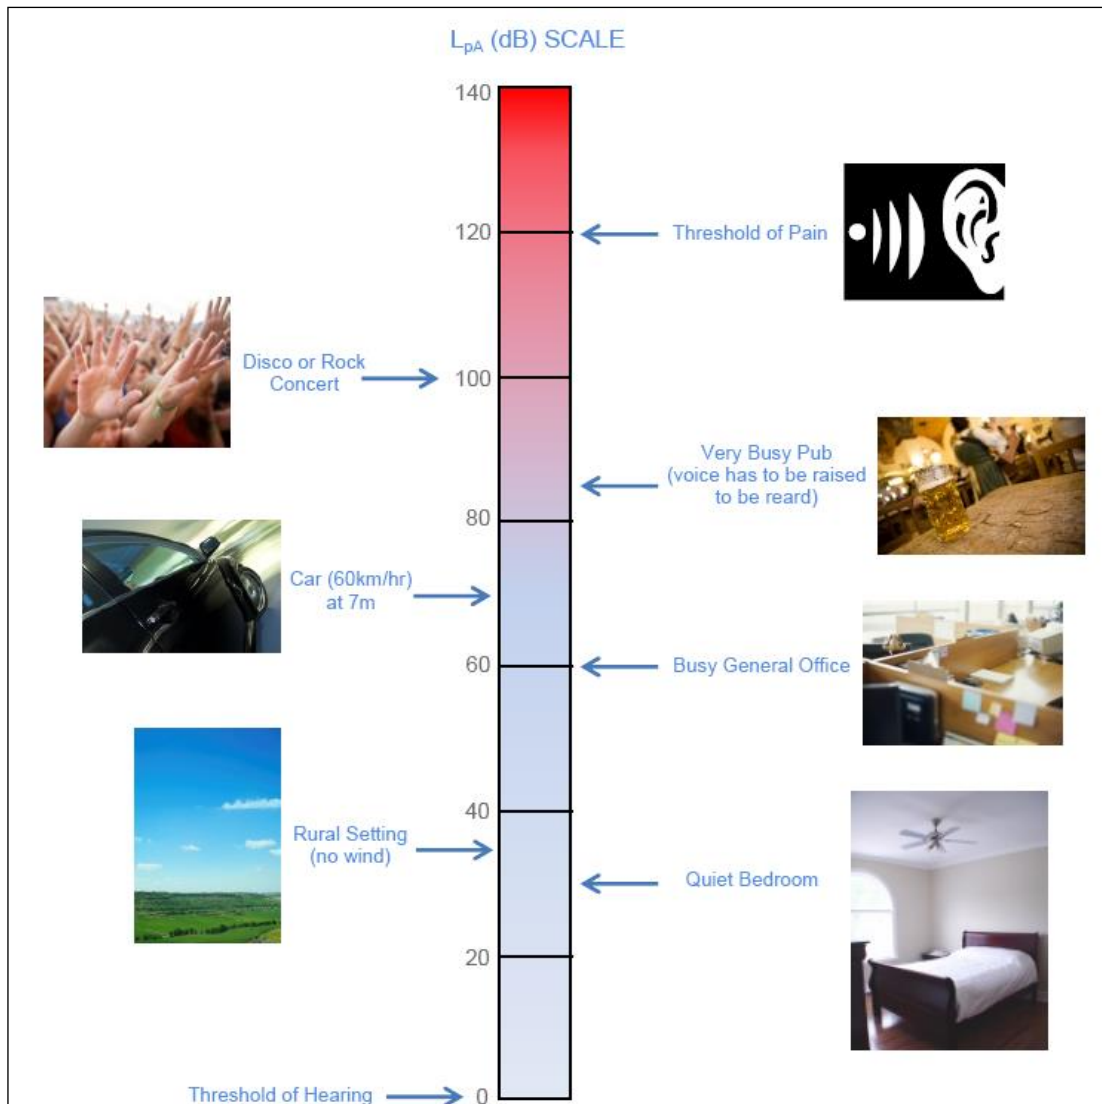 LpA (dB) SCALE
140
120
Threshold of Pain
Disco or Rock
Concert
100
Very Busy Pub
(voice has to be raised
to be reard)
80
Car (60km/hr)
at 7m
60
Busy General Office
40
Rural Setting
(no wind)
Quiet Bedroom
20
Threshold of Hearing
0